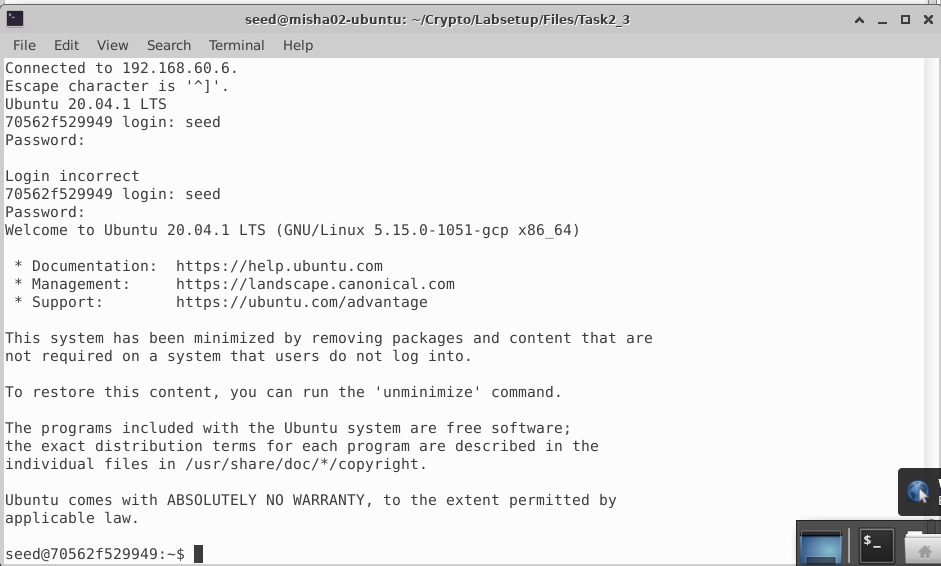 seed@misha02-ubuntu: ~/Crypto/Labsetup/Files/Task2_3
File Edit View Search Terminal Help
Connected to 192.168.60.6.
Escape character is '^]'.
Ubuntu 20.04.1 LTS
70562f529949 login: seed
Password:
Login incorrect
70562f529949 login: seed
Password:
Welcome to Ubuntu 20.04.1 LTS (GNU/Linux 5.15.0-1051-gcp x86_64)
* Documentation:  https://help.ubuntu.com
* Management:     https://landscape.canonical.com
* Support:        https://ubuntu.com/advantage
This system has been minimized by removing packages and content that are
not required on a system that users do not log into.
To restore this content, you can run the 'unminimize' command.
The programs included with the Ubuntu system are free software;
the exact distribution terms for each program are described in the
individual files in /usr/share/doc/*/copyright.
Ubuntu comes with ABSOLUTELY NO WARRANTY, to the extent permitted by
applicable law.
seed@70562f529949:~$
$_